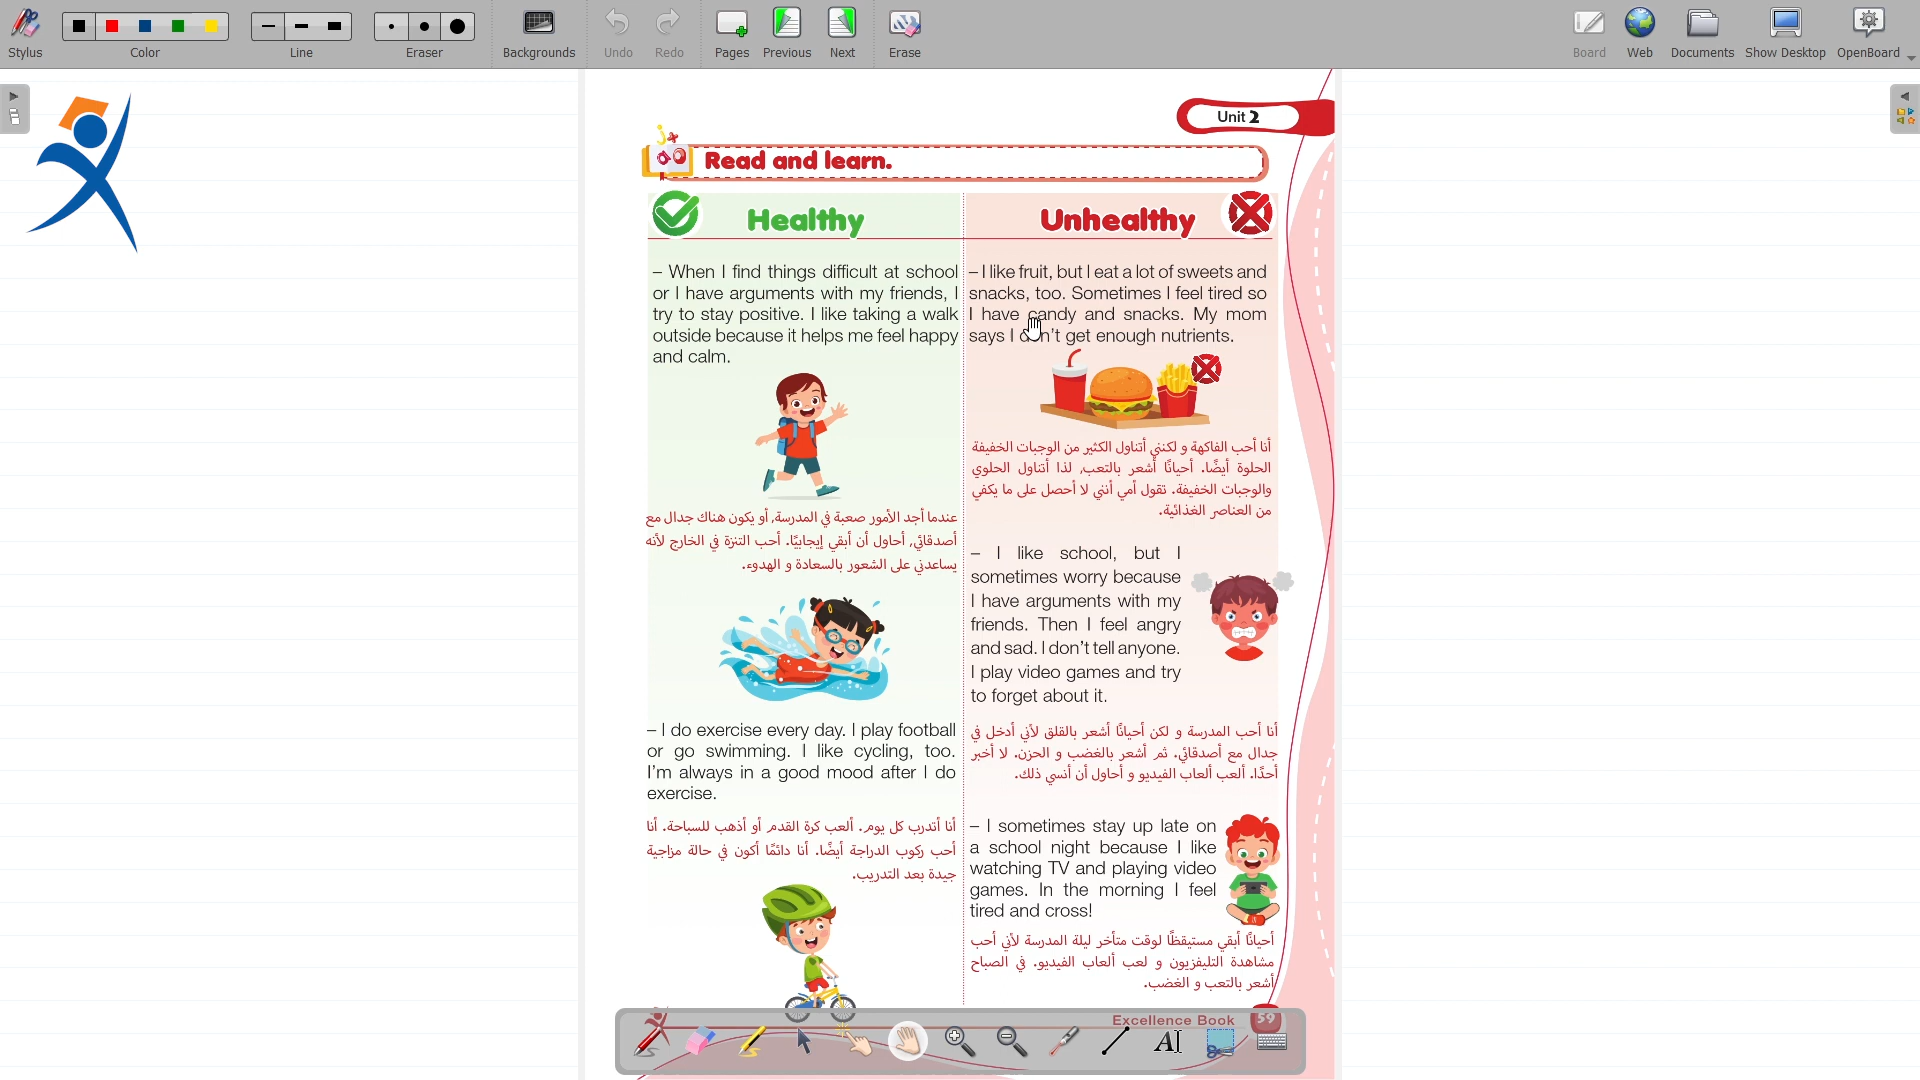 Stylus
Color
Line
Eraser
Backgrounds
Undo
Redo
Pages
Previous
Next
Erase
Board
Web
Documents
Show Desktop
OpenBoard
Unit 2
Read and learn.
Healthy
– When I find things difficult at school
or I have arguments with my friends, I
try to stay positive. I like taking a walk
outside because it helps me feel happy
and calm.
عندما أجد الأمور صعبة في المدرسة, أو يكون هناك جدال مع
أصدقائي, أحاول أن أبقي إيجابيًا. أحب التنزة في الخارج لأنه
يساعدني على الشعور بالسعادة و الهدوء.
– I do exercise every day. I play football
or go swimming. I like cycling, too.
I'm always in a good mood after I do
exercise.
أنا أتدرب كل يوم. ألعب كرة القدم أو أذهب للسباحة. أنا
أحب ركوب الدراجة أيضًا. أنا دائمًا أكون في حالة مزاجية
جيدة بعد التدريب.
Unhealthy
– I like fruit, but I eat a lot of sweets and
snacks, too. Sometimes I feel tired so
I have candy and snacks. My mom
says I don't get enough nutrients.
أنا أحب الفاكهة و لكنني أتناول الكثير من الوجبات الخفيفة
الحلوة أيضًا. أحيانًا أشعر بالتعب, لذا أتناول الحلوي
والوجبات الخفيفة. تقول أمي أنني لا أحصل على ما يكفي
من العناصر الغذائية.
– I like school, but I
sometimes worry because
I have arguments with my
friends. Then I feel angry
and sad. I don't tell anyone.
I play video games and try
to forget about it.
أنا أحب المدرسة و لكن أحيانًا أشعر بالقلق لأني أدخل في
جدال مع أصدقائي. ثم أشعر بالغضب و الحزن. لا أخبر
أحدًا. ألعب ألعاب الفيديو و أحاول أن أنسي ذلك.
– I sometimes stay up late on
a school night because I like
watching TV and playing video
games. In the morning I feel
tired and cross!
أحيانًا أبقي مستيقظًا لوقت متأخر ليلة المدرسة لأني أحب
مشاهدة التليفزيون و لعب ألعاب الفيديو. في الصباح
أشعر بالتعب و الغضب.
Excellence Book 59